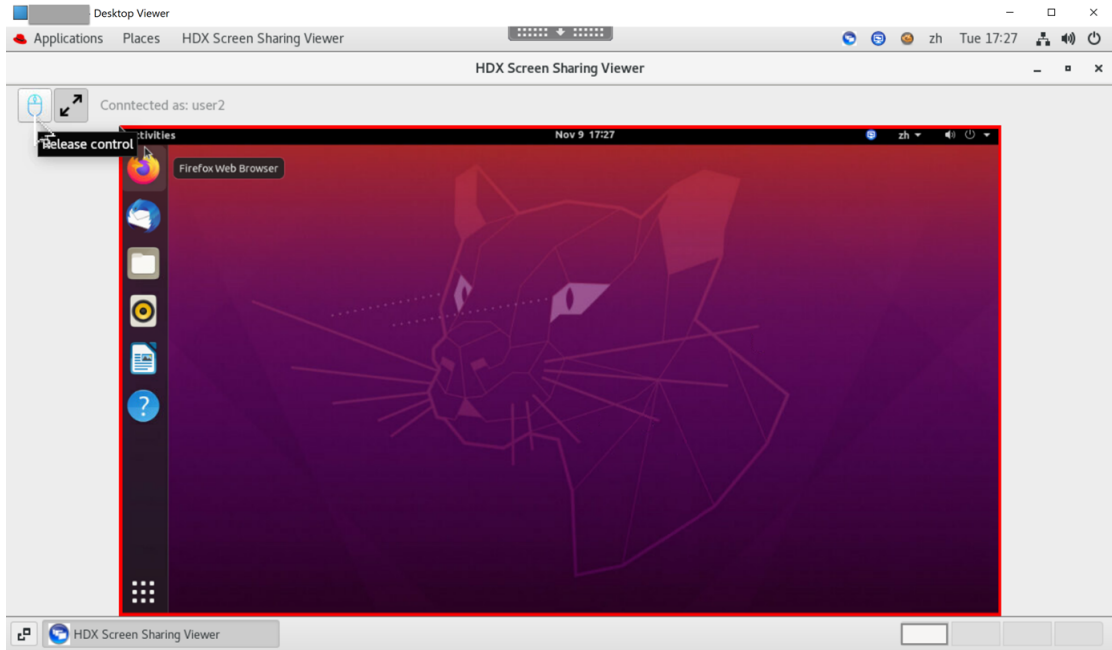 Desktop Viewer
Applications Places HDX Screen Sharing Viewer zh Tue 17:27
HDX Screen Sharing Viewer
Conntected as: user2
Release control
tivities Nov 9 17:27 zh
Firefox Web Browser
?
HDX Screen Sharing Viewer